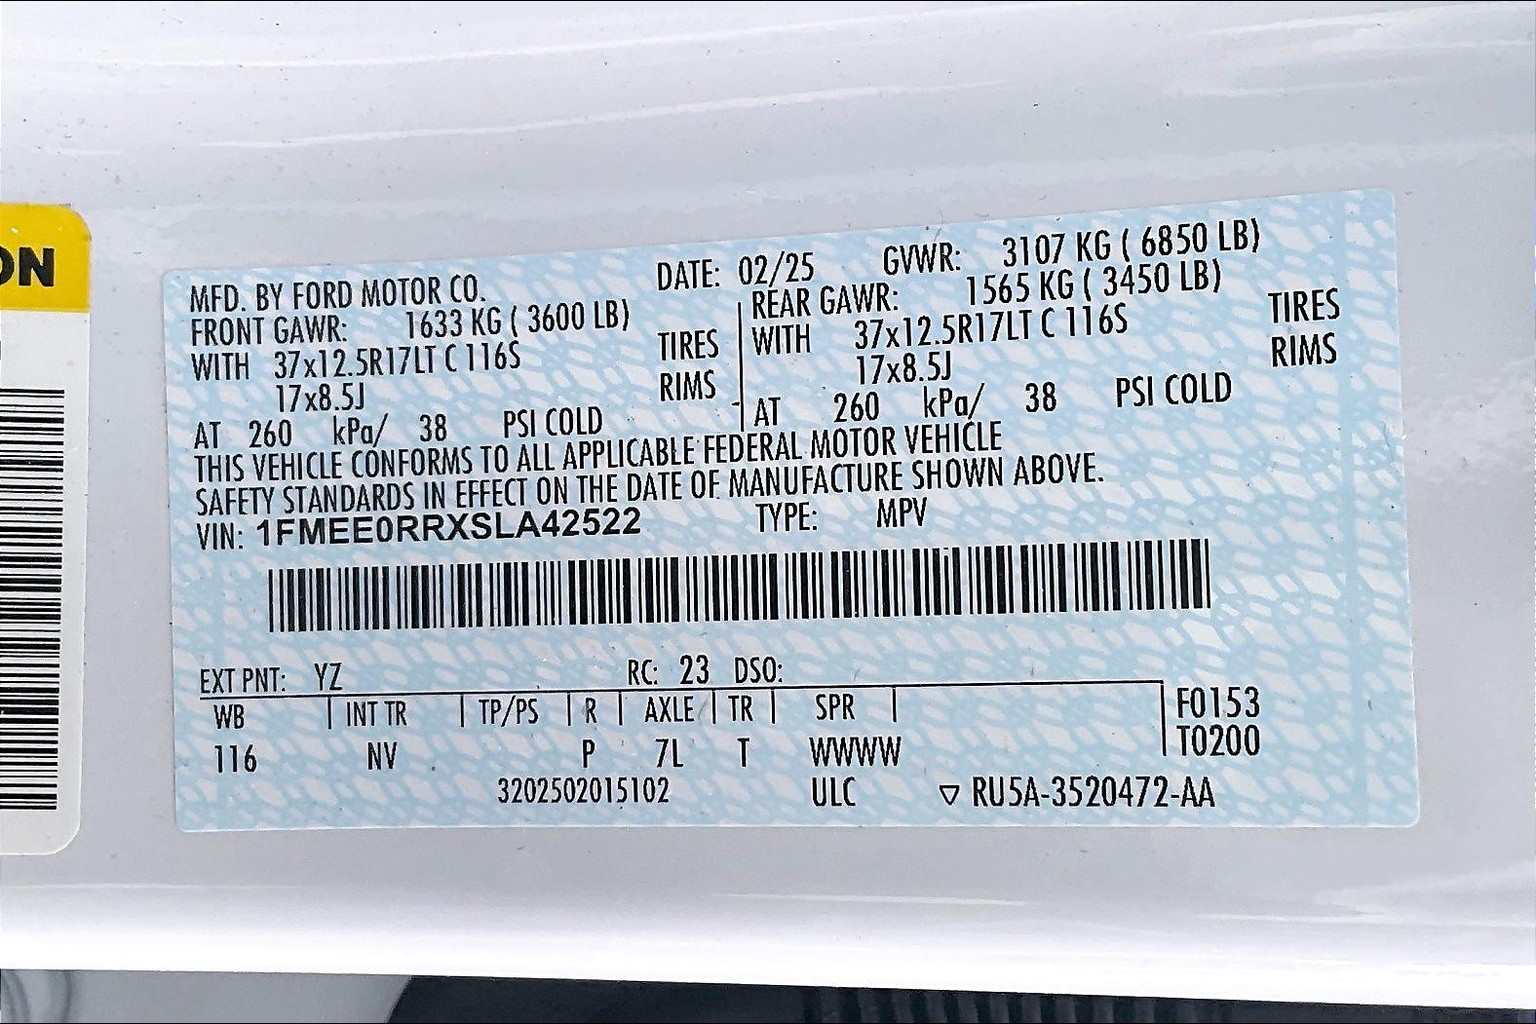 ON
MFD. BY FORD MOTOR CO. DATE: 02/25 GVWR: 3107 KG ( 6850 LB)
FRONT GAWR: 1633 KG ( 3600 LB) REAR GAWR: 1565 KG ( 3450 LB)
WITH 37x12.5R17LT C 116S TIRES WITH 37x12.5R17LT C 116S TIRES
17x8.5J RIMS 17x8.5J RIMS
AT 260 kPa/ 38 PSI COLD AT 260 kPa/ 38 PSI COLD
THIS VEHICLE CONFORMS TO ALL APPLICABLE FEDERAL MOTOR VEHICLE
SAFETY STANDARDS IN EFFECT ON THE DATE OF MANUFACTURE SHOWN ABOVE.
VIN: 1FMEE0RRXSLA42522 TYPE: MPV
EXT PNT: YZ RC: 23 DSO:
WB INT TR TP/PS R AXLE TR SPR F0153
116 NV P 7L T WWWW T0200
3202502015102 ULC ▽ RU5A-3520472-AA